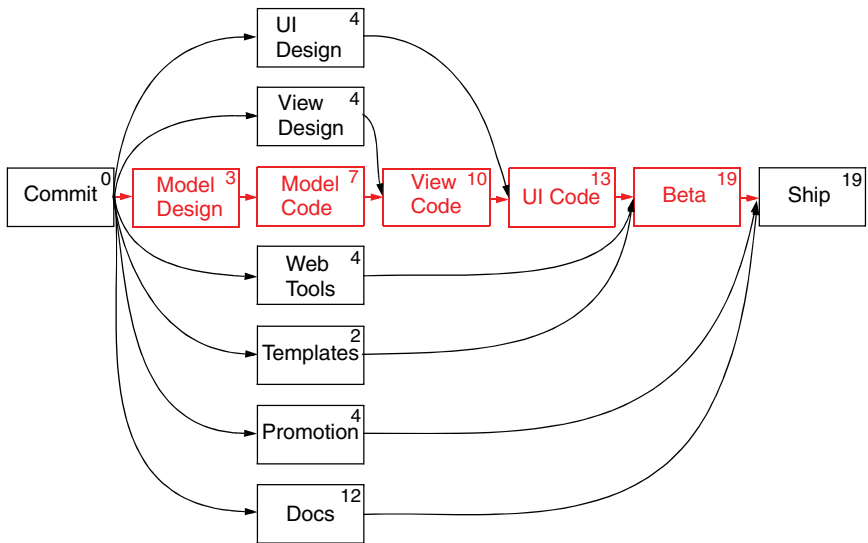 UI 4
Design
View 4
Design
Commit 0
Model 3
Design
Model 7
Code
View 10
Code
UI Code 13
Beta 19
Ship 19
Web 4
Tools
Templates 2
Promotion 4
Docs 12